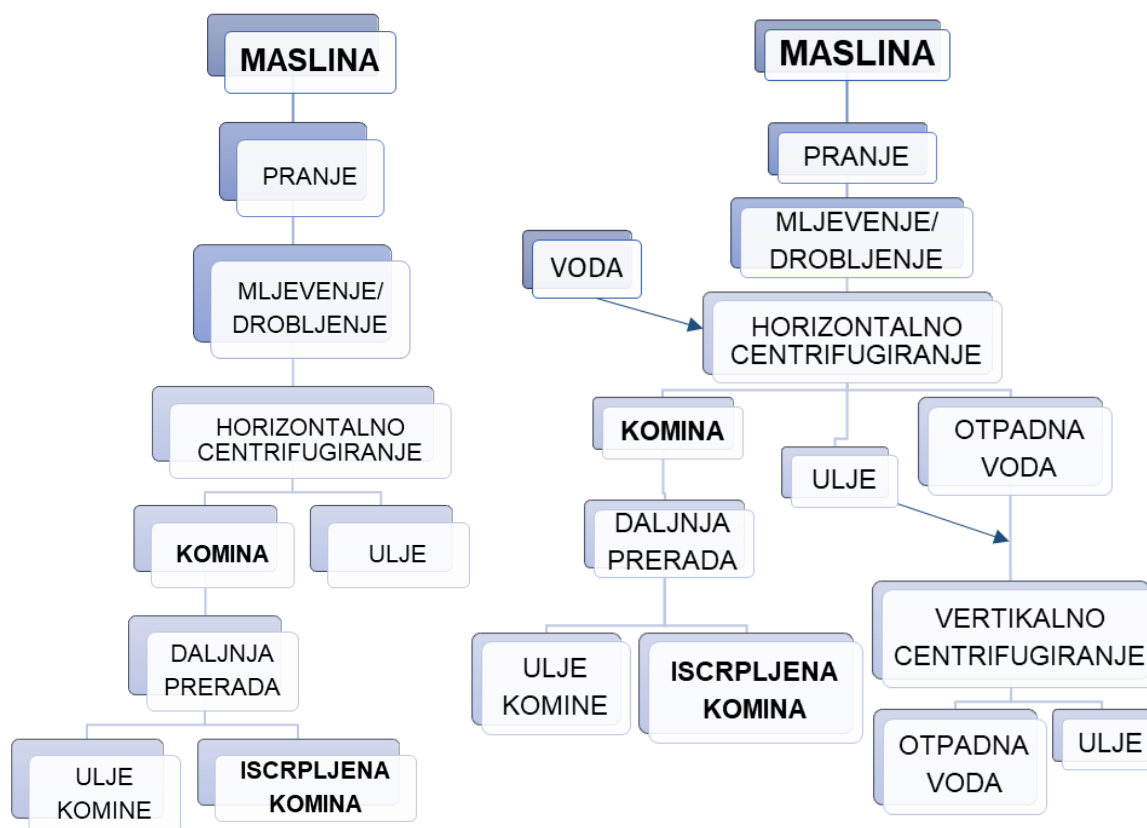 MASLINA
PRANJE
MLJEVENJE/
DROBLJENJE
HORIZONTALNO
CENTRIFUGIRANJE
KOMINA
ULJE
DALJNJA
PRERADA
ULJE
KOMINE
ISCRPLJENA
KOMINA
MASLINA
PRANJE
MLJEVENJE/
DROBLJENJE
VODA
HORIZONTALNO
CENTRIFUGIRANJE
KOMINA
ULJE
OTPADNA
VODA
DALJNJA
PRERADA
ULJE
KOMINE
ISCRPLJENA
KOMINA
VERTIKALNO
CENTRIFUGIRANJE
OTPADNA
VODA
ULJE